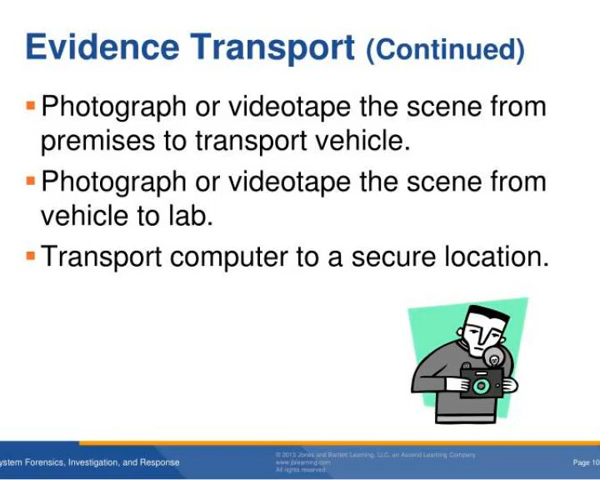 Evidence Transport (Continued)
Photograph or videotape the scene from
premises to transport vehicle.
Photograph or videotape the scene from
vehicle to lab.
Transport computer to a secure location.
ystem Forensics, Investigation, and Response
© 2013 Jones and Bartlett Learning, LLC, an Ascend Learning Company
www.jblearning.com
All rights reserved
Page 10